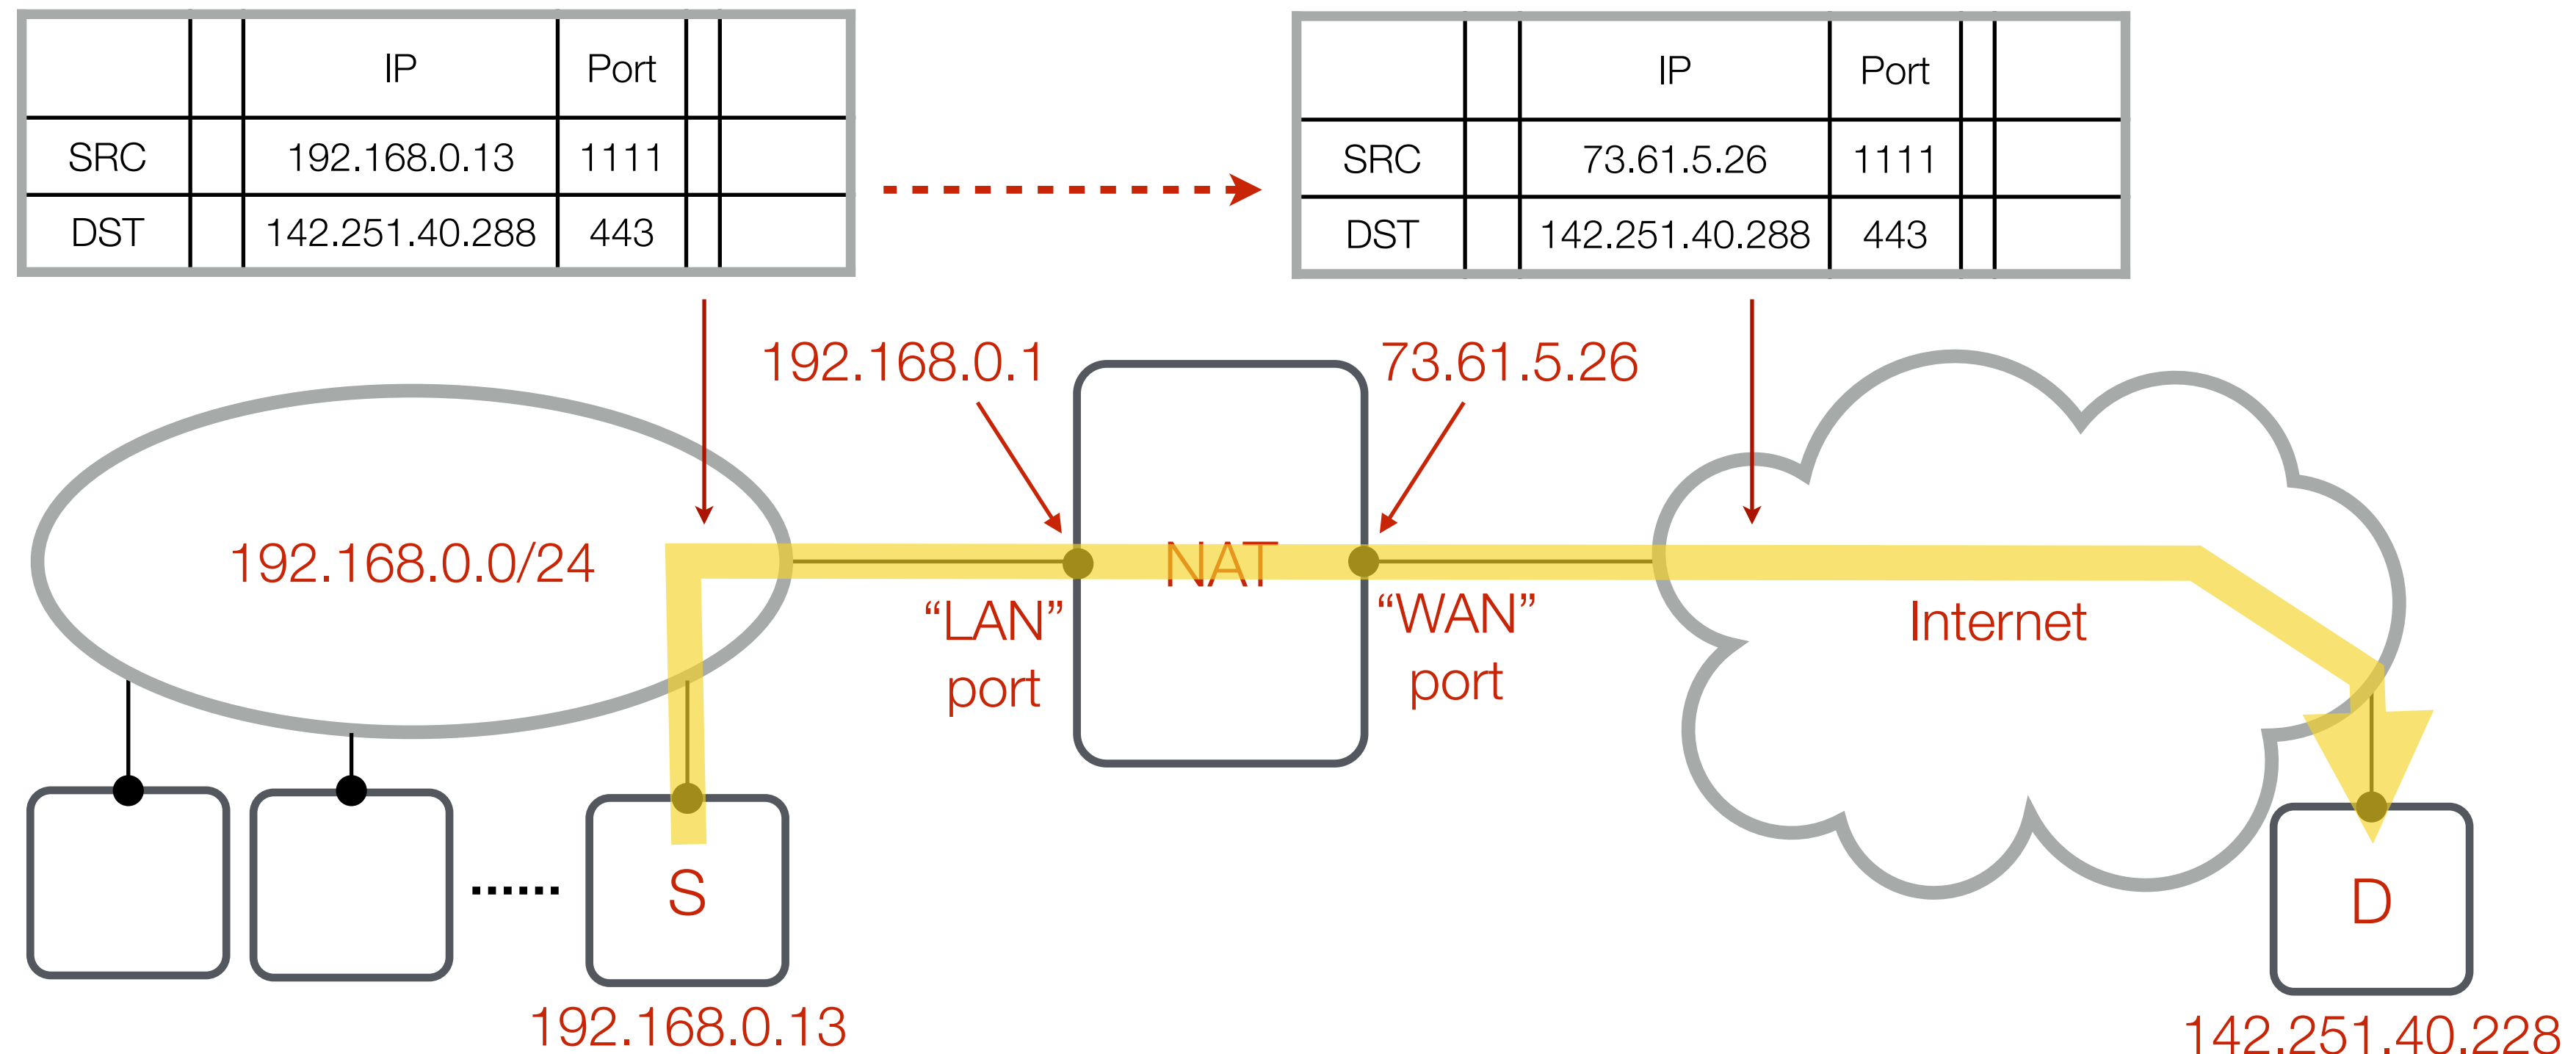 IP Port
SRC 192.168.0.13 1111
DST 142.251.40.288 443
IP Port
SRC 73.61.5.26 1111
DST 142.251.40.288 443
192.168.0.1
73.61.5.26
192.168.0.0/24
NAT
“LAN”
port
“WAN”
port
Internet
S
D
192.168.0.13
142.251.40.228